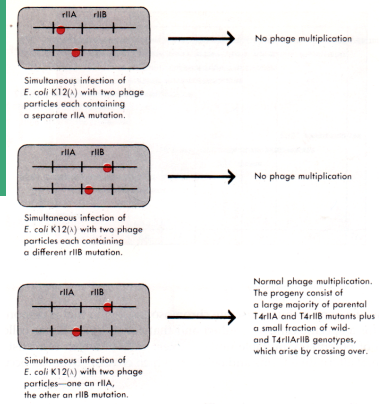 rIIA rIIB
No phage multiplication
Simultaneous infection of
E. coli K12(λ) with two phage
particles each containing
a separate rIIA mutation.
rIIA rIIB
No phage multiplication
Simultaneous infection of
E. coli K12(λ) with two phage
particles each containing
a different rIIB mutation.
rIIA rIIB
Normal phage multiplication.
The progeny consist of
a large majority of parental
T4rIIA and T4rIIB mutants plus
a small fraction of wild-
and T4rIIArIIB genotypes,
which arise by crossing over.
Simultaneous infection of
E. coli K12(λ) with two phage
particles—one an rIIA,
the other an rIIB mutation.